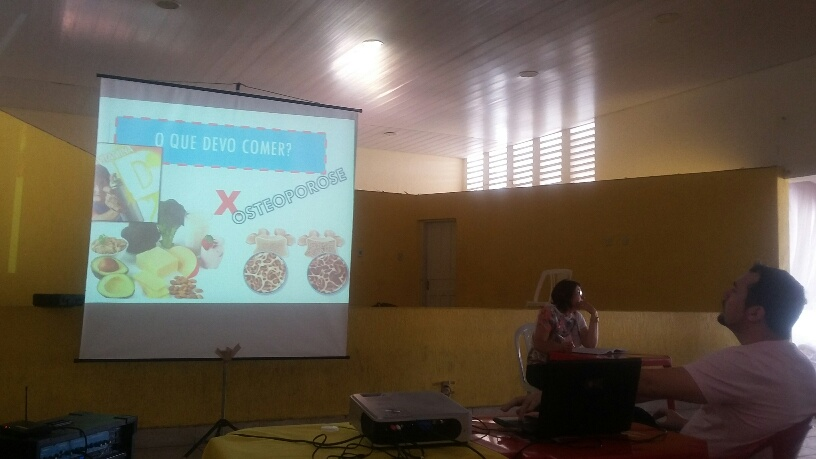 O QUE DEVO COMER?
X OSTEOPOROSE
D